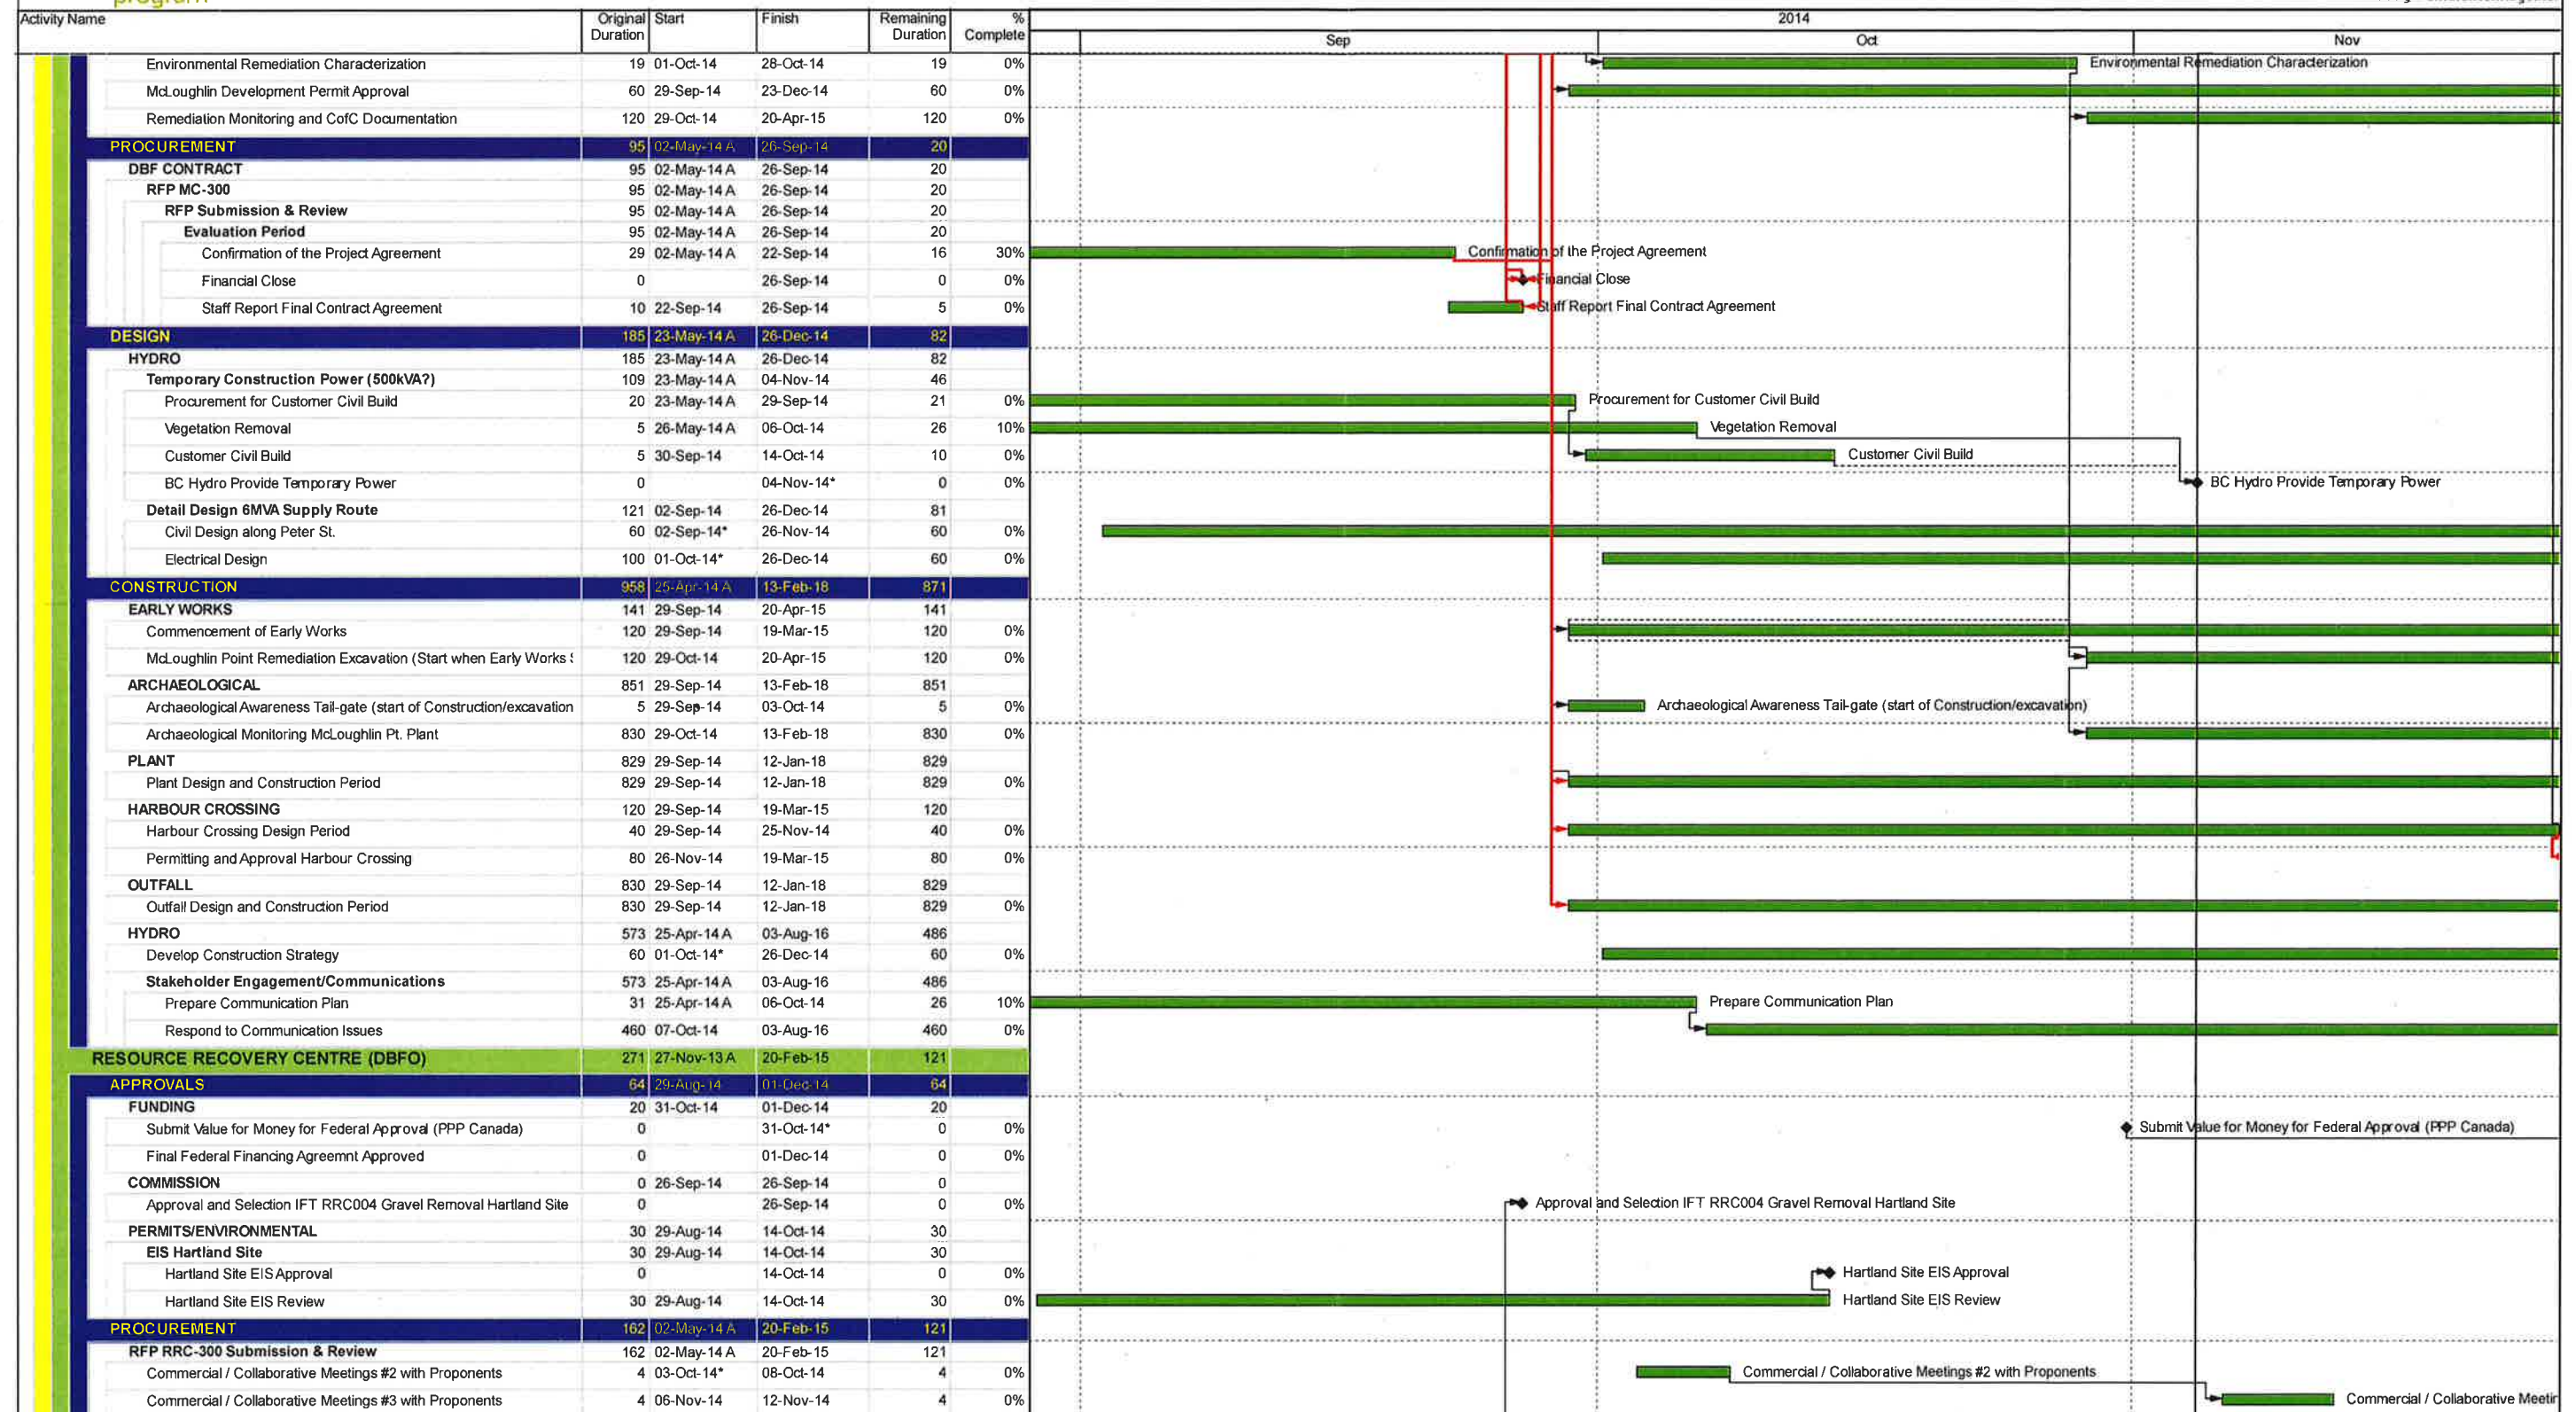 program
Activity Name Original Duration Start Finish Remaining Duration % Complete 2014
Sep Oct Nov
Environmental Remediation Characterization 19 01-Oct-14 28-Oct-14 19 0% Environmental Remediation Characterization
McLoughlin Development Permit Approval 60 29-Sep-14 23-Dec-14 60 0%
Remediation Monitoring and CofC Documentation 120 29-Oct-14 20-Apr-15 120 0%
PROCUREMENT 95 02-May-14 A 26-Sep-14 20
DBF CONTRACT 95 02-May-14 A 26-Sep-14 20
RFP MC-300 95 02-May-14 A 26-Sep-14 20
RFP Submission & Review 95 02-May-14 A 26-Sep-14 20
Evaluation Period 95 02-May-14 A 26-Sep-14 20
Confirmation of the Project Agreement 29 02-May-14 A 22-Sep-14 16 30% Confirmation of the Project Agreement
Financial Close 0 26-Sep-14 0 0% Financial Close
Staff Report Final Contract Agreement 10 22-Sep-14 26-Sep-14 5 0% Staff Report Final Contract Agreement
DESIGN 185 23-May-14 A 26-Dec-14 82
HYDRO 185 23-May-14 A 26-Dec-14 82
Temporary Construction Power (500kVA?) 109 23-May-14 A 04-Nov-14 46
Procurement for Customer Civil Build 20 23-May-14 A 29-Sep-14 21 0% Procurement for Customer Civil Build
Vegetation Removal 5 26-May-14 A 06-Oct-14 26 10% Vegetation Removal
Customer Civil Build 5 30-Sep-14 14-Oct-14 10 0% Customer Civil Build
BC Hydro Provide Temporary Power 0 04-Nov-14* 0 0% BC Hydro Provide Temporary Power
Detail Design 6MVA Supply Route 121 02-Sep-14 26-Dec-14 81
Civil Design along Peter St. 60 02-Sep-14* 26-Nov-14 60 0%
Electrical Design 100 01-Oct-14* 26-Dec-14 60 0%
CONSTRUCTION 958 25-Apr-14 A 13-Feb-18 871
EARLY WORKS 141 29-Sep-14 20-Apr-15 141
Commencement of Early Works 120 29-Sep-14 19-Mar-15 120 0%
McLoughlin Point Remediation Excavation (Start when Early Works 120 29-Oct-14 20-Apr-15 120 0%
ARCHAEOLOGICAL 851 29-Sep-14 13-Feb-18 851
Archaeological Awareness Tail-gate (start of Construction/excavation 5 29-Sep-14 03-Oct-14 5 0% Archaeological Awareness Tail-gate (start of Construction/excavation)
Archaeological Monitoring McLoughlin Pt. Plant 830 29-Oct-14 13-Feb-18 830 0%
PLANT 829 29-Sep-14 12-Jan-18 829
Plant Design and Construction Period 829 29-Sep-14 12-Jan-18 829 0%
HARBOUR CROSSING 120 29-Sep-14 19-Mar-15 120
Harbour Crossing Design Period 40 29-Sep-14 25-Nov-14 40 0%
Permitting and Approval Harbour Crossing 80 26-Nov-14 19-Mar-15 80 0%
OUTFALL 830 29-Sep-14 12-Jan-18 829
Outfall Design and Construction Period 830 29-Sep-14 12-Jan-18 829 0%
HYDRO 573 25-Apr-14 A 03-Aug-16 486
Develop Construction Strategy 60 01-Oct-14* 26-Dec-14 60 0%
Stakeholder Engagement/Communications 573 25-Apr-14 A 03-Aug-16 486
Prepare Communication Plan 31 25-Apr-14 A 06-Oct-14 26 10% Prepare Communication Plan
Respond to Communication Issues 460 07-Oct-14 03-Aug-16 460 0%
RESOURCE RECOVERY CENTRE (DBFO) 271 27-Nov-13 A 20-Feb-15 121
APPROVALS 64 29-Aug-14 01-Dec-14 64
FUNDING 20 31-Oct-14 01-Dec-14 20
Submit Value for Money for Federal Approval (PPP Canada) 0 31-Oct-14* 0 0% Submit Value for Money for Federal Approval (PPP Canada)
Final Federal Financing Agreemnt Approved 0 01-Dec-14 0 0%
COMMISSION 0 26-Sep-14 26-Sep-14 0
Approval and Selection IFT RRC004 Gravel Removal Hartland Site 0 26-Sep-14 0 0% Approval and Selection IFT RRC004 Gravel Removal Hartland Site
PERMITS/ENVIRONMENTAL 30 29-Aug-14 14-Oct-14 30
EIS Hartland Site 30 29-Aug-14 14-Oct-14 30
Hartland Site EIS Approval 0 14-Oct-14 0 0% Hartland Site EIS Approval
Hartland Site EIS Review 30 29-Aug-14 14-Oct-14 30 0% Hartland Site EIS Review
PROCUREMENT 162 02-May-14 A 20-Feb-15 121
RFP RRC-300 Submission & Review 162 02-May-14 A 20-Feb-15 121
Commercial / Collaborative Meetings #2 with Proponents 4 03-Oct-14* 08-Oct-14 4 0% Commercial / Collaborative Meetings #2 with Proponents
Commercial / Collaborative Meetings #3 with Proponents 4 06-Nov-14 12-Nov-14 4 0% Commercial / Collaborative